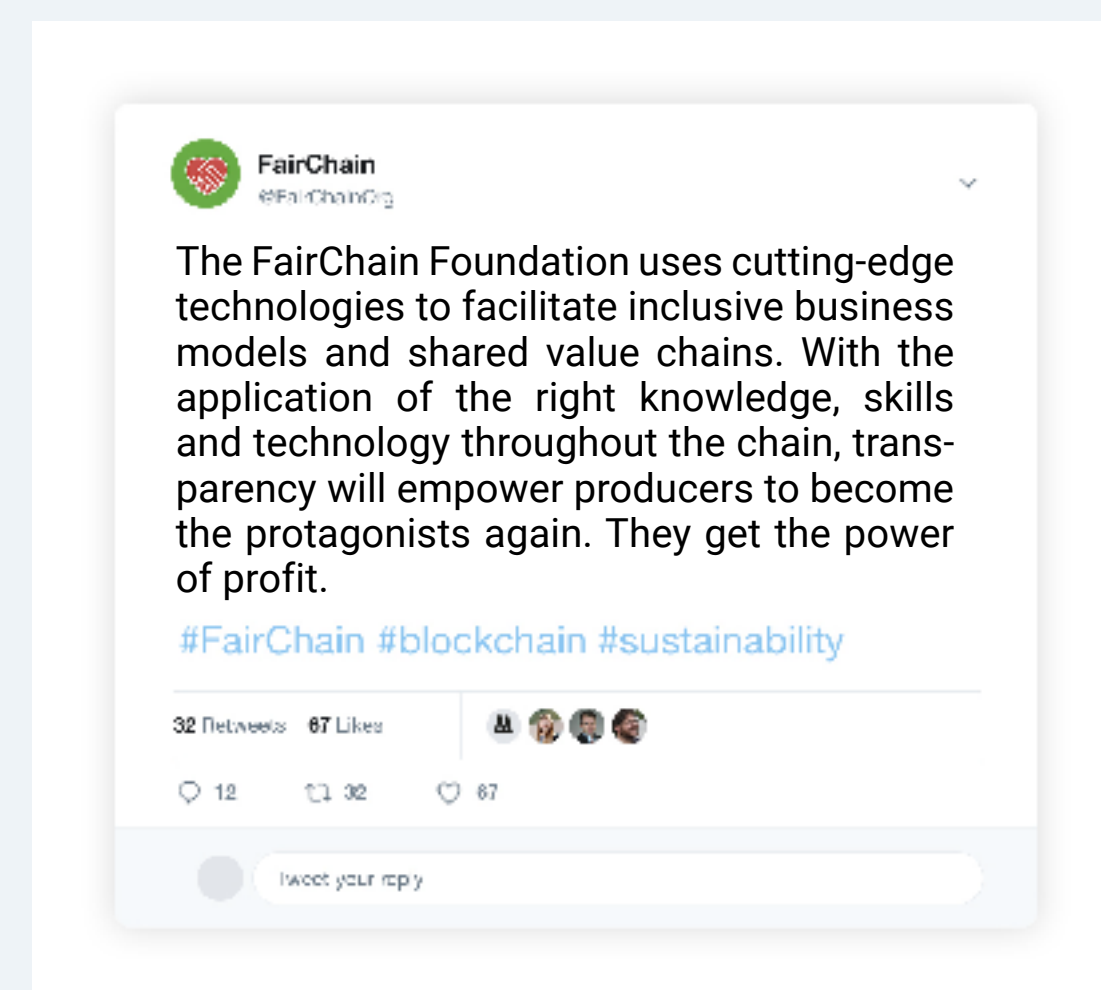 FairChain
@FairChainOrg
The FairChain Foundation uses cutting-edge
technologies to facilitate inclusive business
models and shared value chains. With the
application of the right knowledge, skills
and technology throughout the chain, trans-
parency will empower producers to become
the protagonists again. They get the power
of profit.
#FairChain #blockchain #sustainability
32 Retweets 67 Likes
12 32 67
Tweet your reply